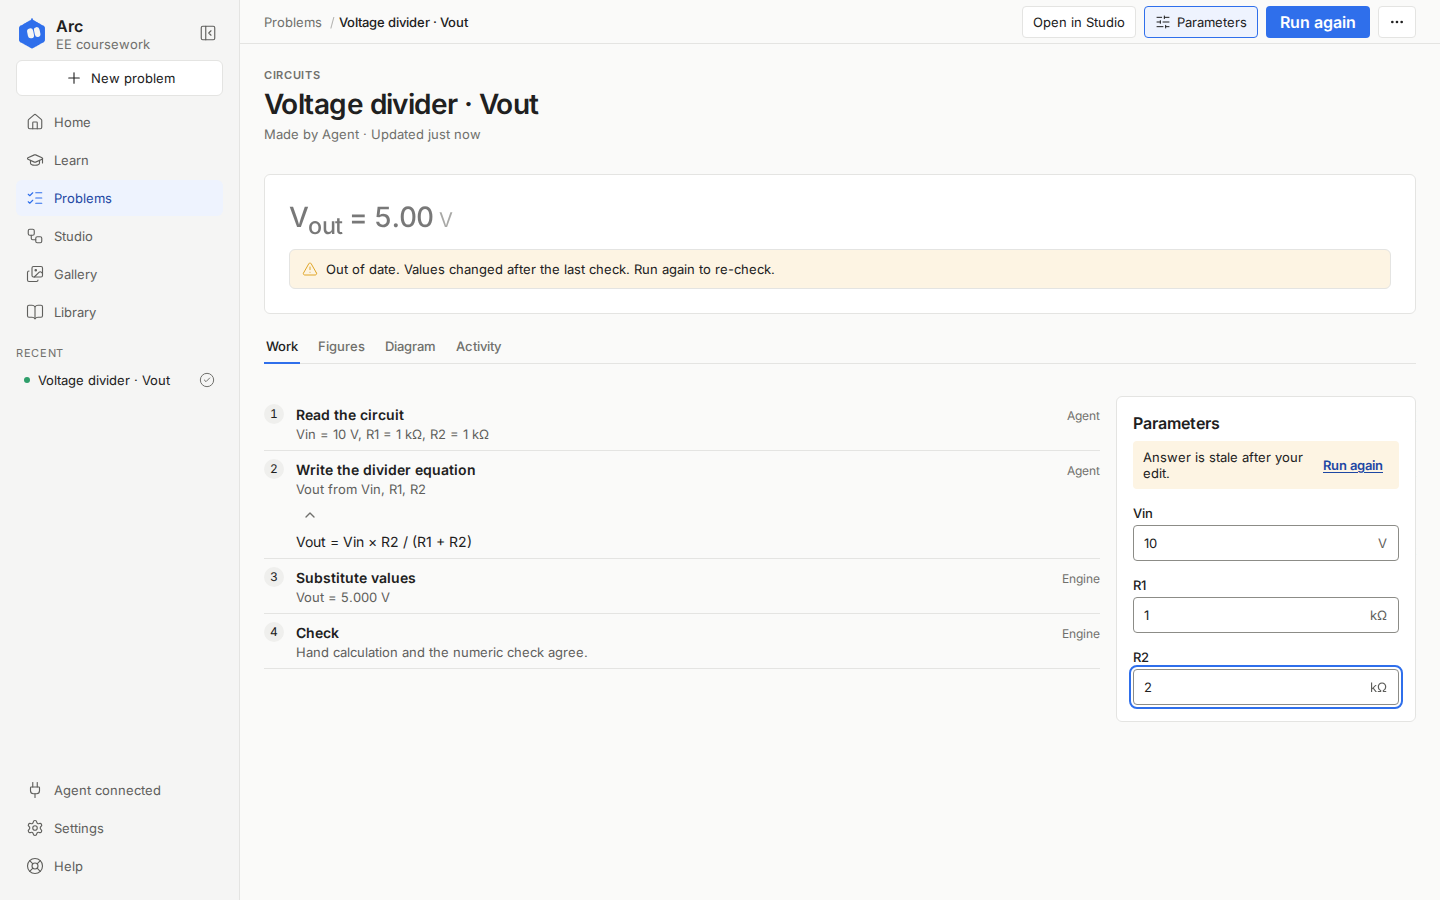 Arc
EE coursework
New problem
Home
Learn
Problems
Studio
Gallery
Library
RECENT
Voltage divider · Vout
Agent connected
Settings
Help
Problems / Voltage divider · Vout
Open in Studio
Parameters
Run again
CIRCUITS
Voltage divider · Vout
Made by Agent · Updated just now
Vout = 5.00 V
Out of date. Values changed after the last check. Run again to re-check.
Work Figures Diagram Activity
1 Read the circuit Agent
Vin = 10 V, R1 = 1 kΩ, R2 = 1 kΩ
2 Write the divider equation Agent
Vout from Vin, R1, R2
Vout = Vin × R2 / (R1 + R2)
3 Substitute values Engine
Vout = 5.000 V
4 Check Engine
Hand calculation and the numeric check agree.
Parameters
Answer is stale after your
edit.
Run again
Vin
10 V
R1
1 kΩ
R2
2 kΩ